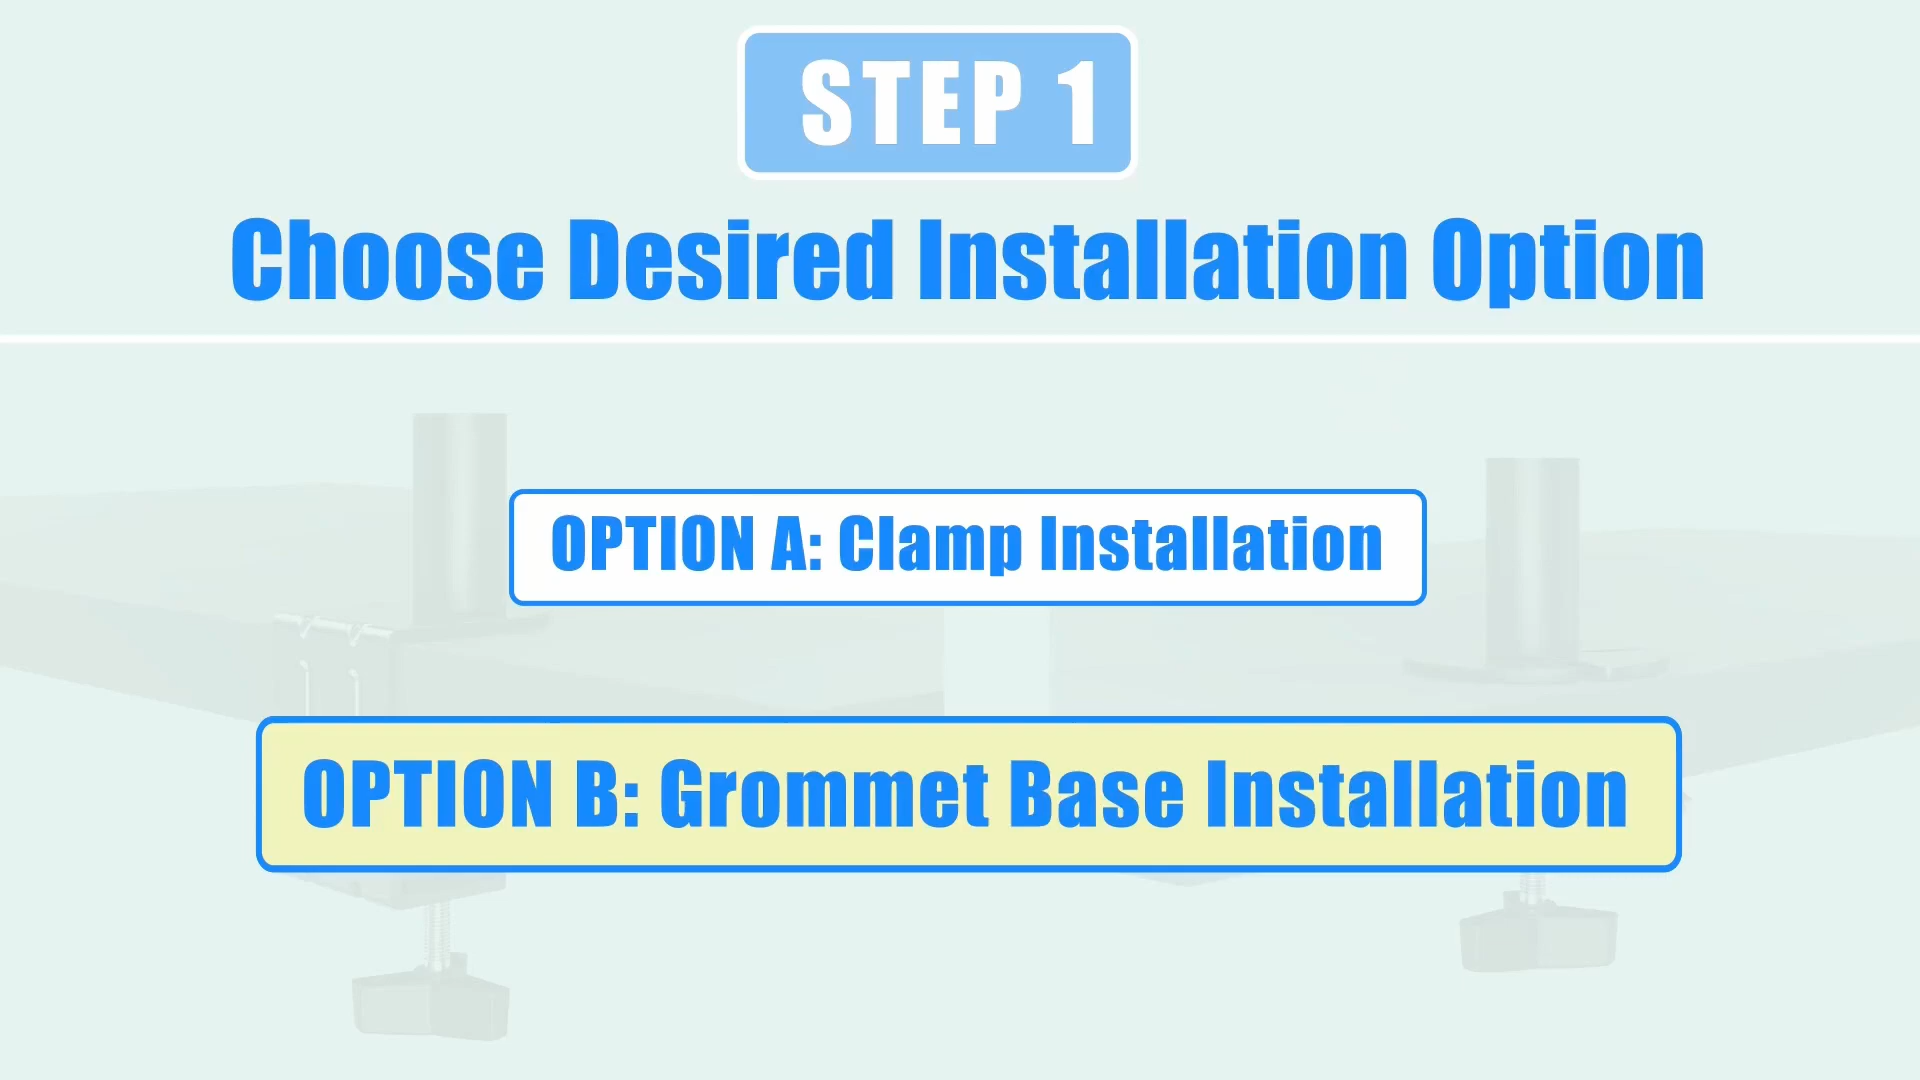 STEP 1
Choose Desired Installation Option
OPTION A: Clamp Installation
OPTION B: Grommet Base Installation